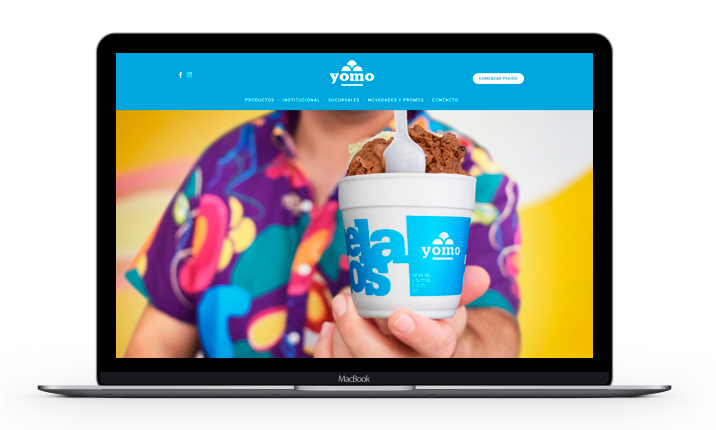 yomo
COMENZAR PEDIDO
PRODUCTOS
INSTITUCIONAL
SUCURSALES
NOVEDADES Y PROMOS
CONTACTO
ela
os
yomo
www.
yomo.
MacBook